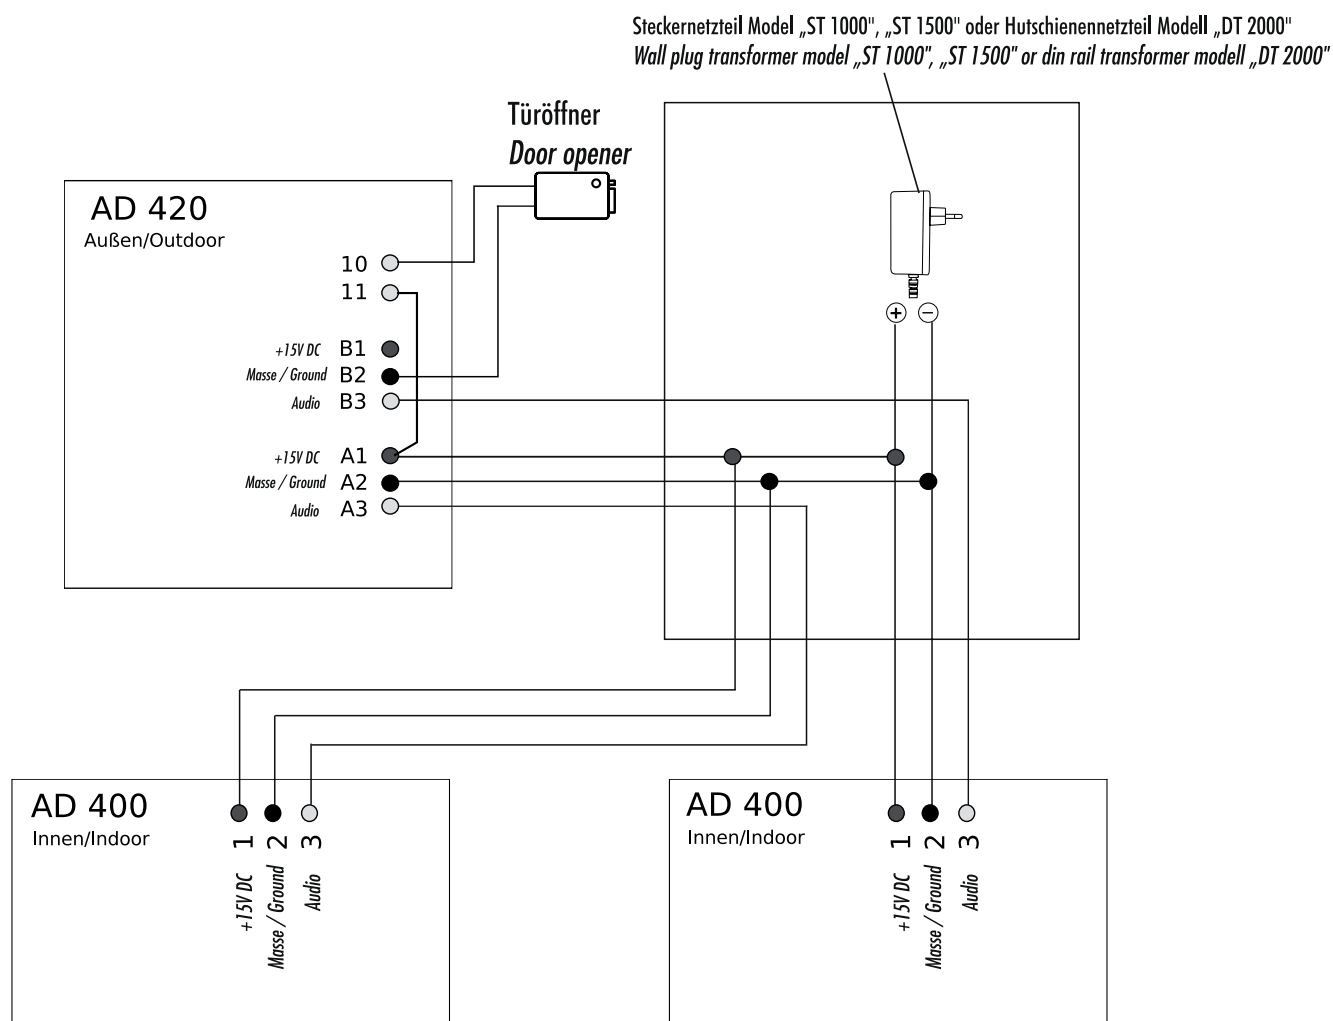 Steckernetzteil Model „ST 1000", „ST 1500" oder Hutschienennetzteil Modell „DT 2000"
Wall plug transformer model „ST 1000", „ST 1500" or din rail transformer modell „DT 2000"
Türöffner
Door opener
AD 420
Außen/Outdoor
10
11
+15V DC B1
Masse / Ground B2
Audio B3
+15V DC A1
Masse / Ground A2
Audio A3
+ −
AD 400
Innen/Indoor
1 2 3
+15V DC
Masse / Ground
Audio
AD 400
Innen/Indoor
1 2 3
+15V DC
Masse / Ground
Audio